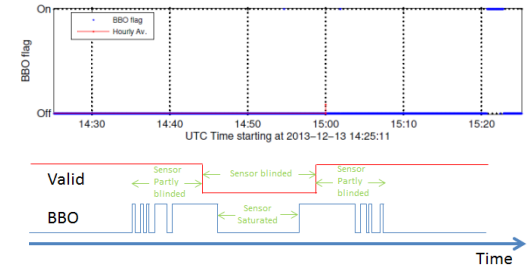 On
BBO flag
Hourly Av.
BBO flag
Off
14:30 14:40 14:50 15:00 15:10 15:20
UTC Time starting at 2013-12-13 14:25:11
Valid
Sensor
Partly
blinded
Sensor blinded
Sensor
Partly
blinded
BBO
Sensor
Saturated
Time